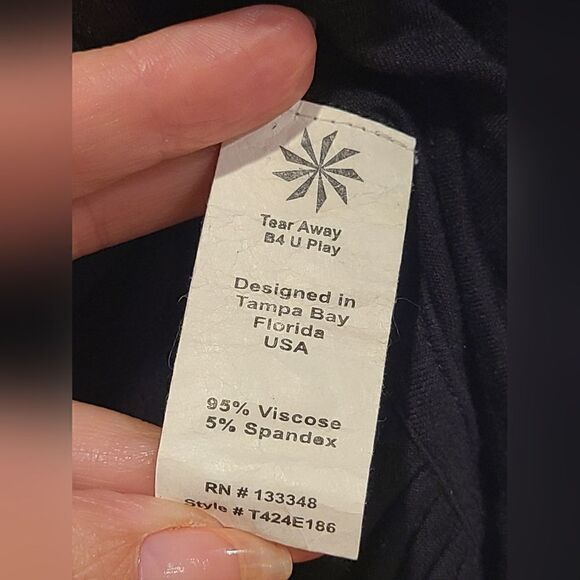 Tear Away
B4 U Play
Designed in
Tampa Bay
Florida
USA
95% Viscose
5% Spandex
RN # 133348
Style # T424E186